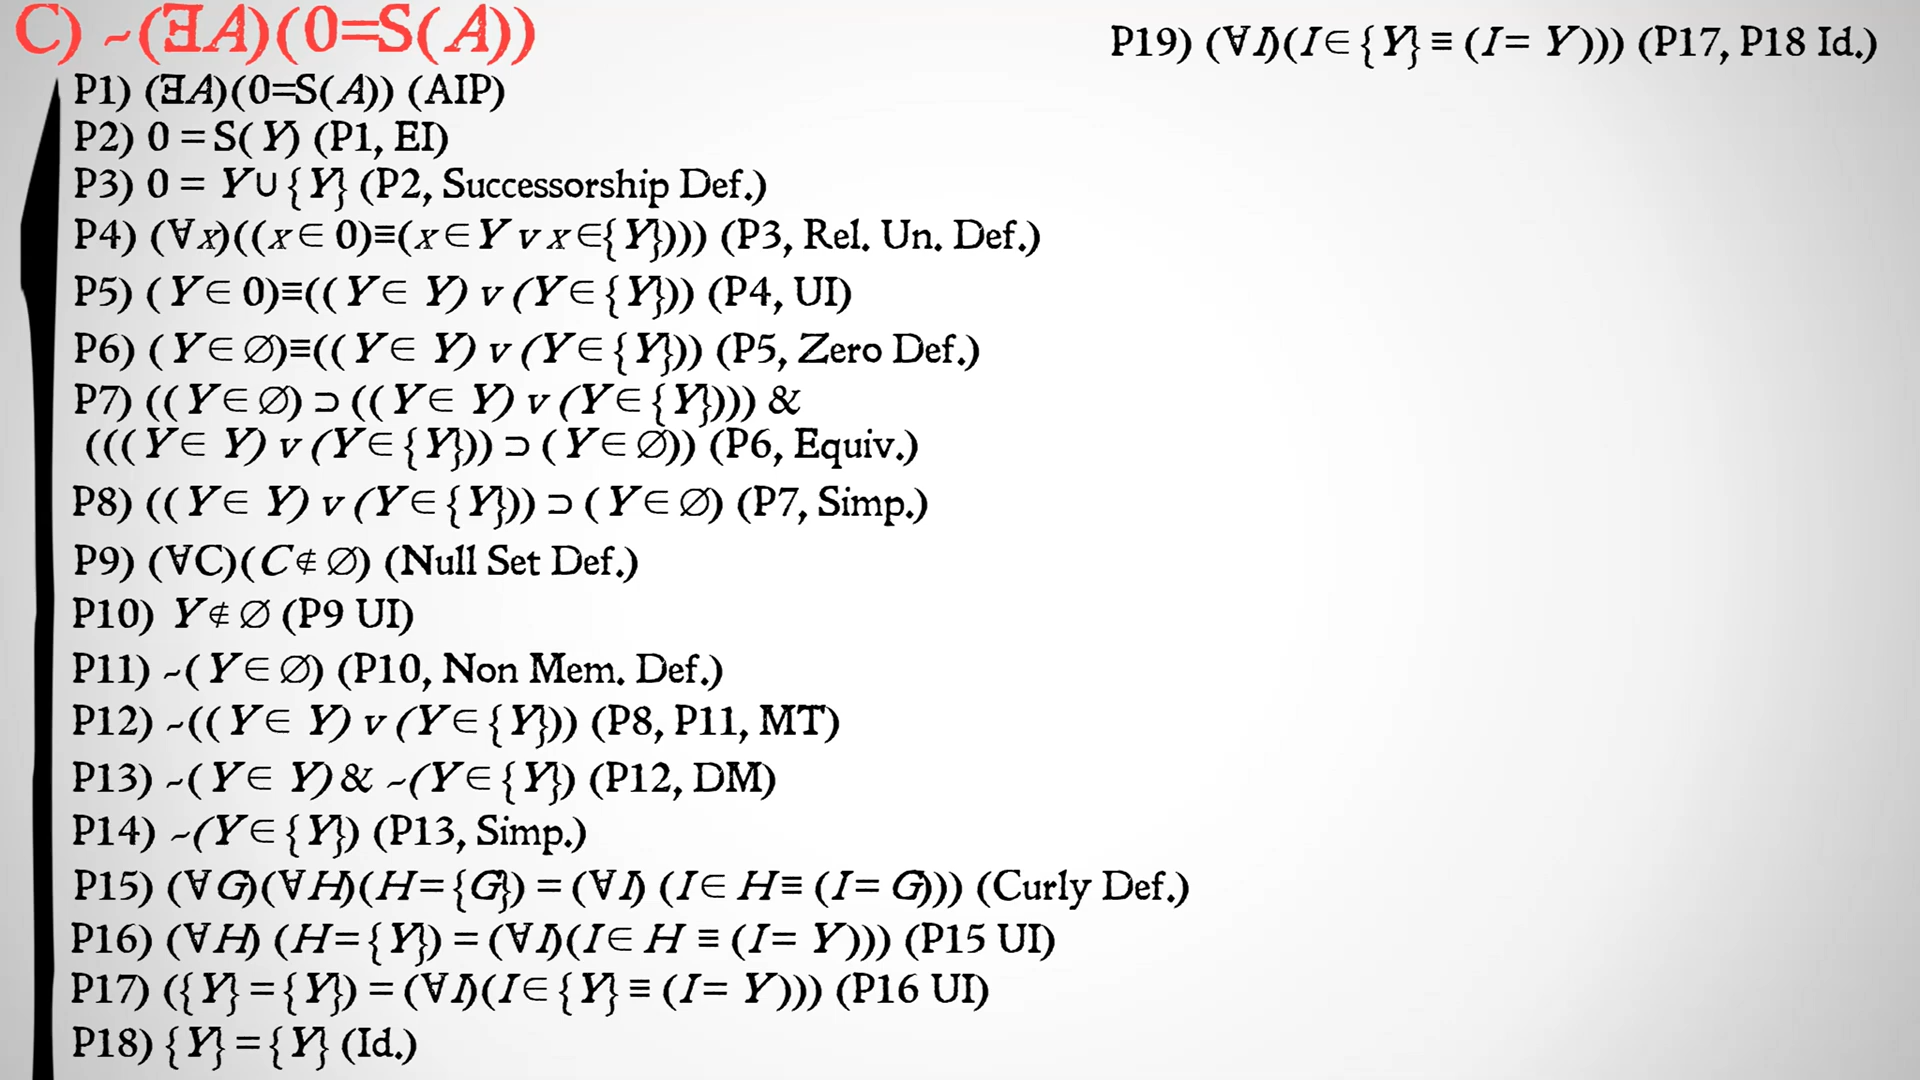 C) ~(∃A)(0=S(A))
P1) (∃A)(0=S(A)) (AIP)
P2) 0 = S(Y) (P1, EI)
P3) 0 = Y∪{Y} (P2, Successorship Def.)
P4) (∀x)((x∈ 0)≡(x∈Y v x∈{Y}))) (P3, Rel. Un. Def.)
P5) (Y∈ 0)≡((Y∈ Y) v (Y∈{Y})) (P4, UI)
P6) (Y∈ ∅)≡((Y∈ Y) v (Y∈{Y})) (P5, Zero Def.)
P7) ((Y∈ ∅) ⊃ ((Y∈ Y) v (Y∈{Y}))) &
(((Y∈ Y) v (Y∈{Y})) ⊃ (Y∈ ∅)) (P6, Equiv.)
P8) ((Y∈ Y) v (Y∈{Y})) ⊃ (Y∈ ∅) (P7, Simp.)
P9) (∀C)(C∉ ∅) (Null Set Def.)
P10) Y∉ ∅ (P9 UI)
P11) ~(Y∈ ∅) (P10, Non Mem. Def.)
P12) ~((Y∈ Y) v (Y∈{Y})) (P8, P11, MT)
P13) ~(Y∈ Y) & ~(Y∈{Y}) (P12, DM)
P14) ~(Y∈{Y}) (P13, Simp.)
P15) (∀G)(∀H)(H={G}) = (∀I) (I∈ H≡ (I= G))) (Curly Def.)
P16) (∀H) (H={Y}) = (∀I)(I∈ H ≡ (I= Y))) (P15 UI)
P17) ({Y} ={Y}) = (∀I)(I∈{Y} ≡ (I= Y))) (P16 UI)
P18) {Y} ={Y} (Id.)
P19) (∀I)(I∈{Y} ≡ (I= Y))) (P17, P18 Id.)